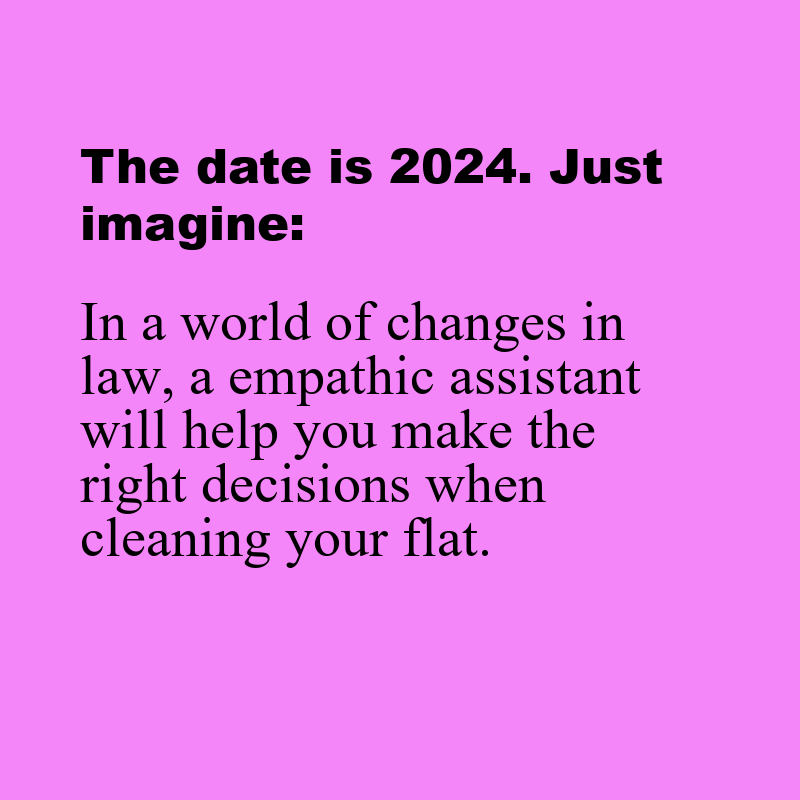 The date is 2024. Just
imagine:
In a world of changes in
law, a empathic assistant
will help you make the
right decisions when
cleaning your flat.